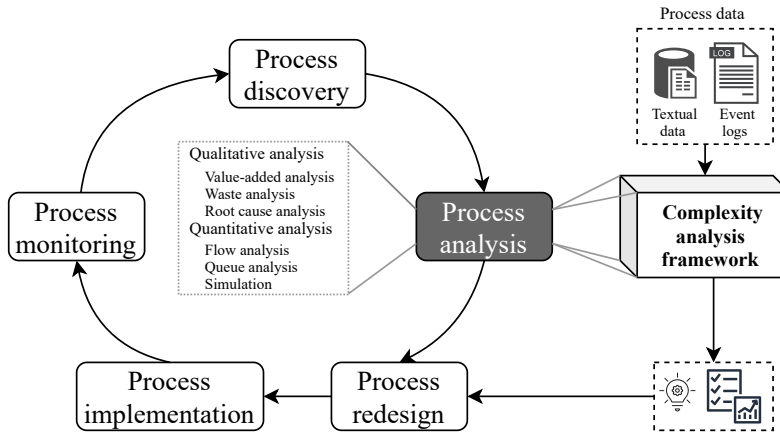 Process data
LOG
Textual
data
Event
logs
Process
discovery
Qualitative analysis
Value-added analysis
Waste analysis
Root cause analysis
Quantitative analysis
Flow analysis
Queue analysis
Simulation
Process
monitoring
Process
analysis
Complexity
analysis
framework
Process
implementation
Process
redesign